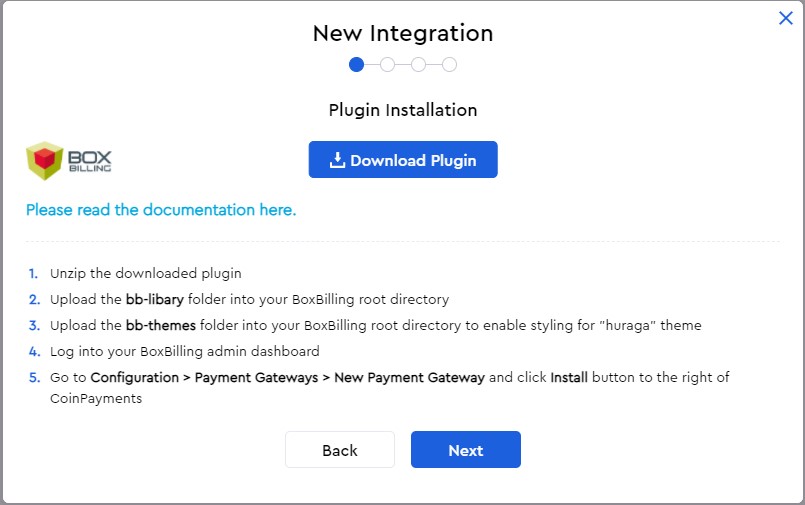 New Integration
Plugin Installation
BOX
BILLING
Download Plugin
Please read the documentation here.
1. Unzip the downloaded plugin
2. Upload the bb-libary folder into your BoxBilling root directory
3. Upload the bb-themes folder into your BoxBilling root directory to enable styling for "huraga" theme
4. Log into your BoxBilling admin dashboard
5. Go to Configuration > Payment Gateways > New Payment Gateway and click Install button to the right of
CoinPayments
Back
Next